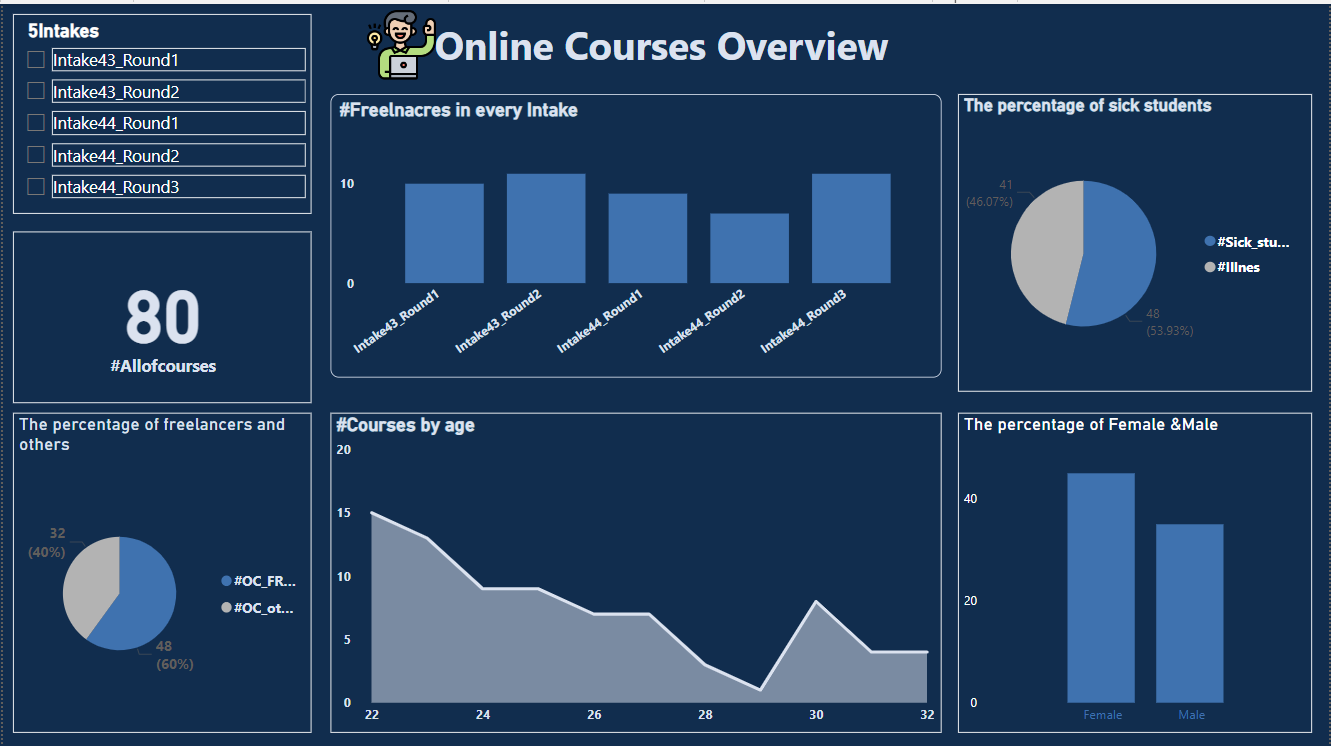 5Intakes
Intake43_Round1
Intake43_Round2
Intake44_Round1
Intake44_Round2
Intake44_Round3
Online Courses Overview
#Freelnacres in every Intake
10
0
Intake43_Round1
Intake43_Round2
Intake44_Round1
Intake44_Round2
Intake44_Round3
The percentage of sick students
41
(46.07%)
48
(53.93%)
#Sick_stu...
#Illnes
80
#Allofcourses
The percentage of freelancers and
others
32
(40%)
48
(60%)
#OC_FR...
#OC_ot...
#Courses by age
20
15
10
5
0
22 24 26 28 30 32
The percentage of Female &Male
40
20
0
Female Male